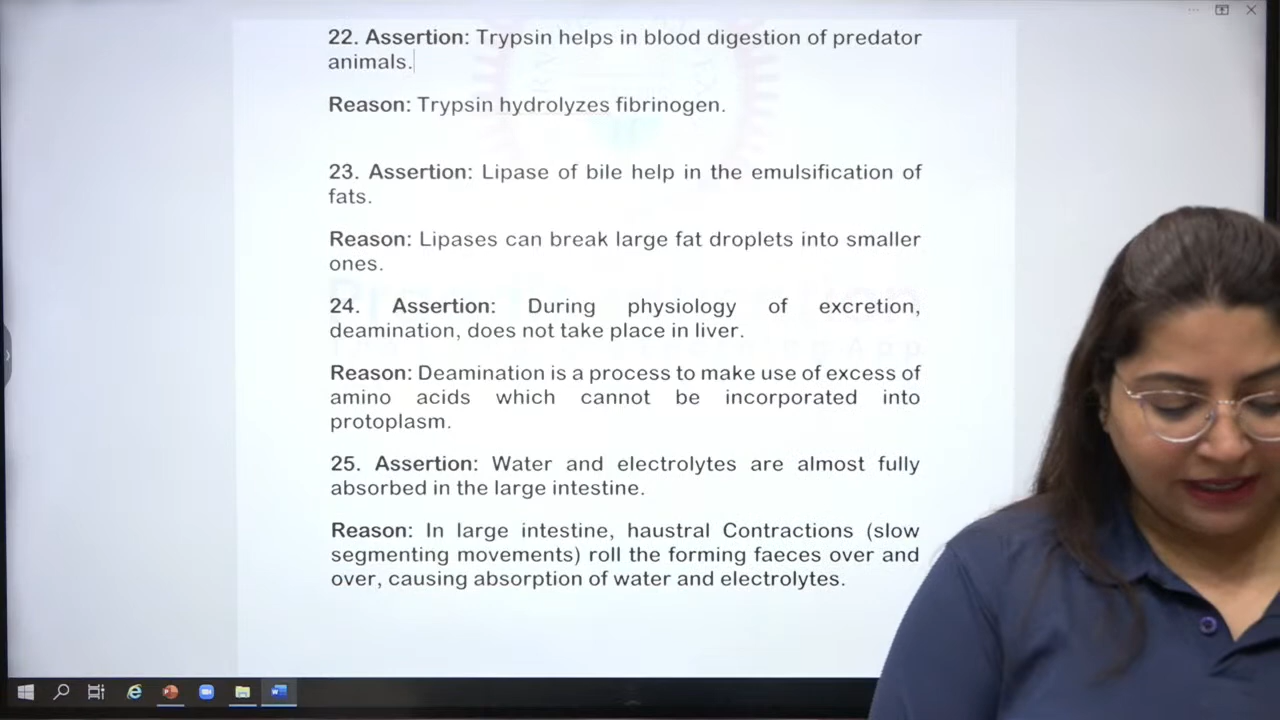 22. Assertion: Trypsin helps in blood digestion of predator
animals.
Reason: Trypsin hydrolyzes fibrinogen.
23. Assertion: Lipase of bile help in the emulsification of
fats.
Reason: Lipases can break large fat droplets into smaller
ones.
24. Assertion: During physiology of excretion,
deamination, does not take place in liver.
Reason: Deamination is a process to make use of excess of
amino acids which cannot be incorporated into
protoplasm.
25. Assertion: Water and electrolytes are almost fully
absorbed in the large intestine.
Reason: In large intestine, haustral Contractions (slow
segmenting movements) roll the forming faeces over and
over, causing absorption of water and electrolytes.